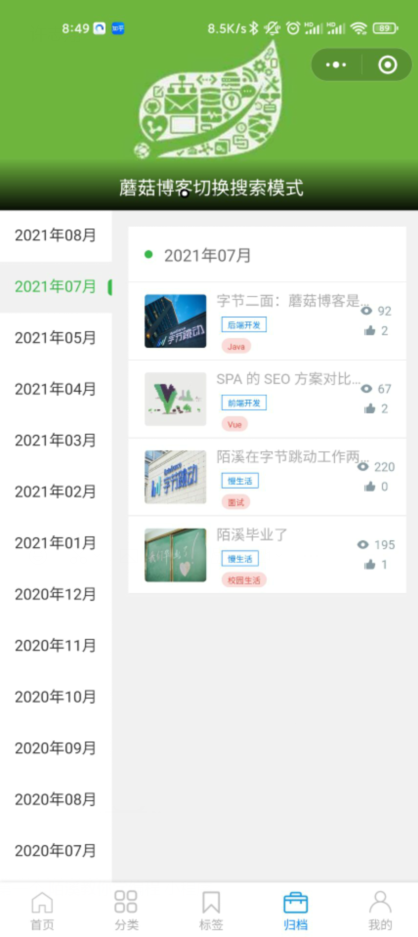 8:49
8.5K/s
89
蘑菇博客切换搜索模式
2021年08月
2021年07月
2021年05月
2021年04月
2021年03月
2021年02月
2021年01月
2020年12月
2020年11月
2020年10月
2020年09月
2020年08月
2020年07月
2021年07月
字节二面：蘑菇博客是...
92
后端开发
2
Java
SPA 的 SEO 方案对比...
67
前端开发
2
Vue
字节跳动
陌溪在字节跳动工作两...
220
慢生活
0
面试
陌溪毕业了
195
慢生活
1
校园生活
首页
分类
标签
归档
我的